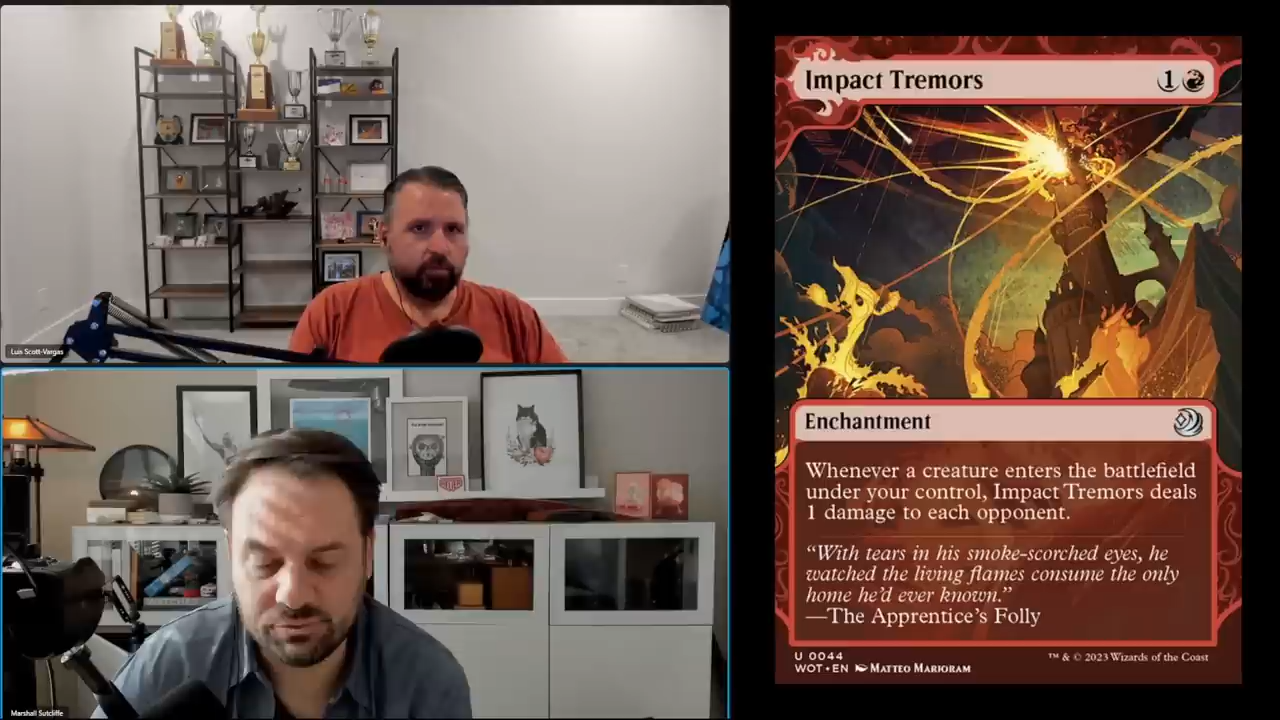 Luis Scott-Vargas
Marshall Sutcliffe
Impact Tremors 1
Enchantment
Whenever a creature enters the battlefield
under your control, Impact Tremors deals
1 damage to each opponent.
“With tears in his smoke-scorched eyes, he
watched the living flames consume the only
home he’d ever known.”
—The Apprentice’s Folly
U 0044
WOT • EN MATTEO MARJORAM
™ & © 2023 Wizards of the Coast